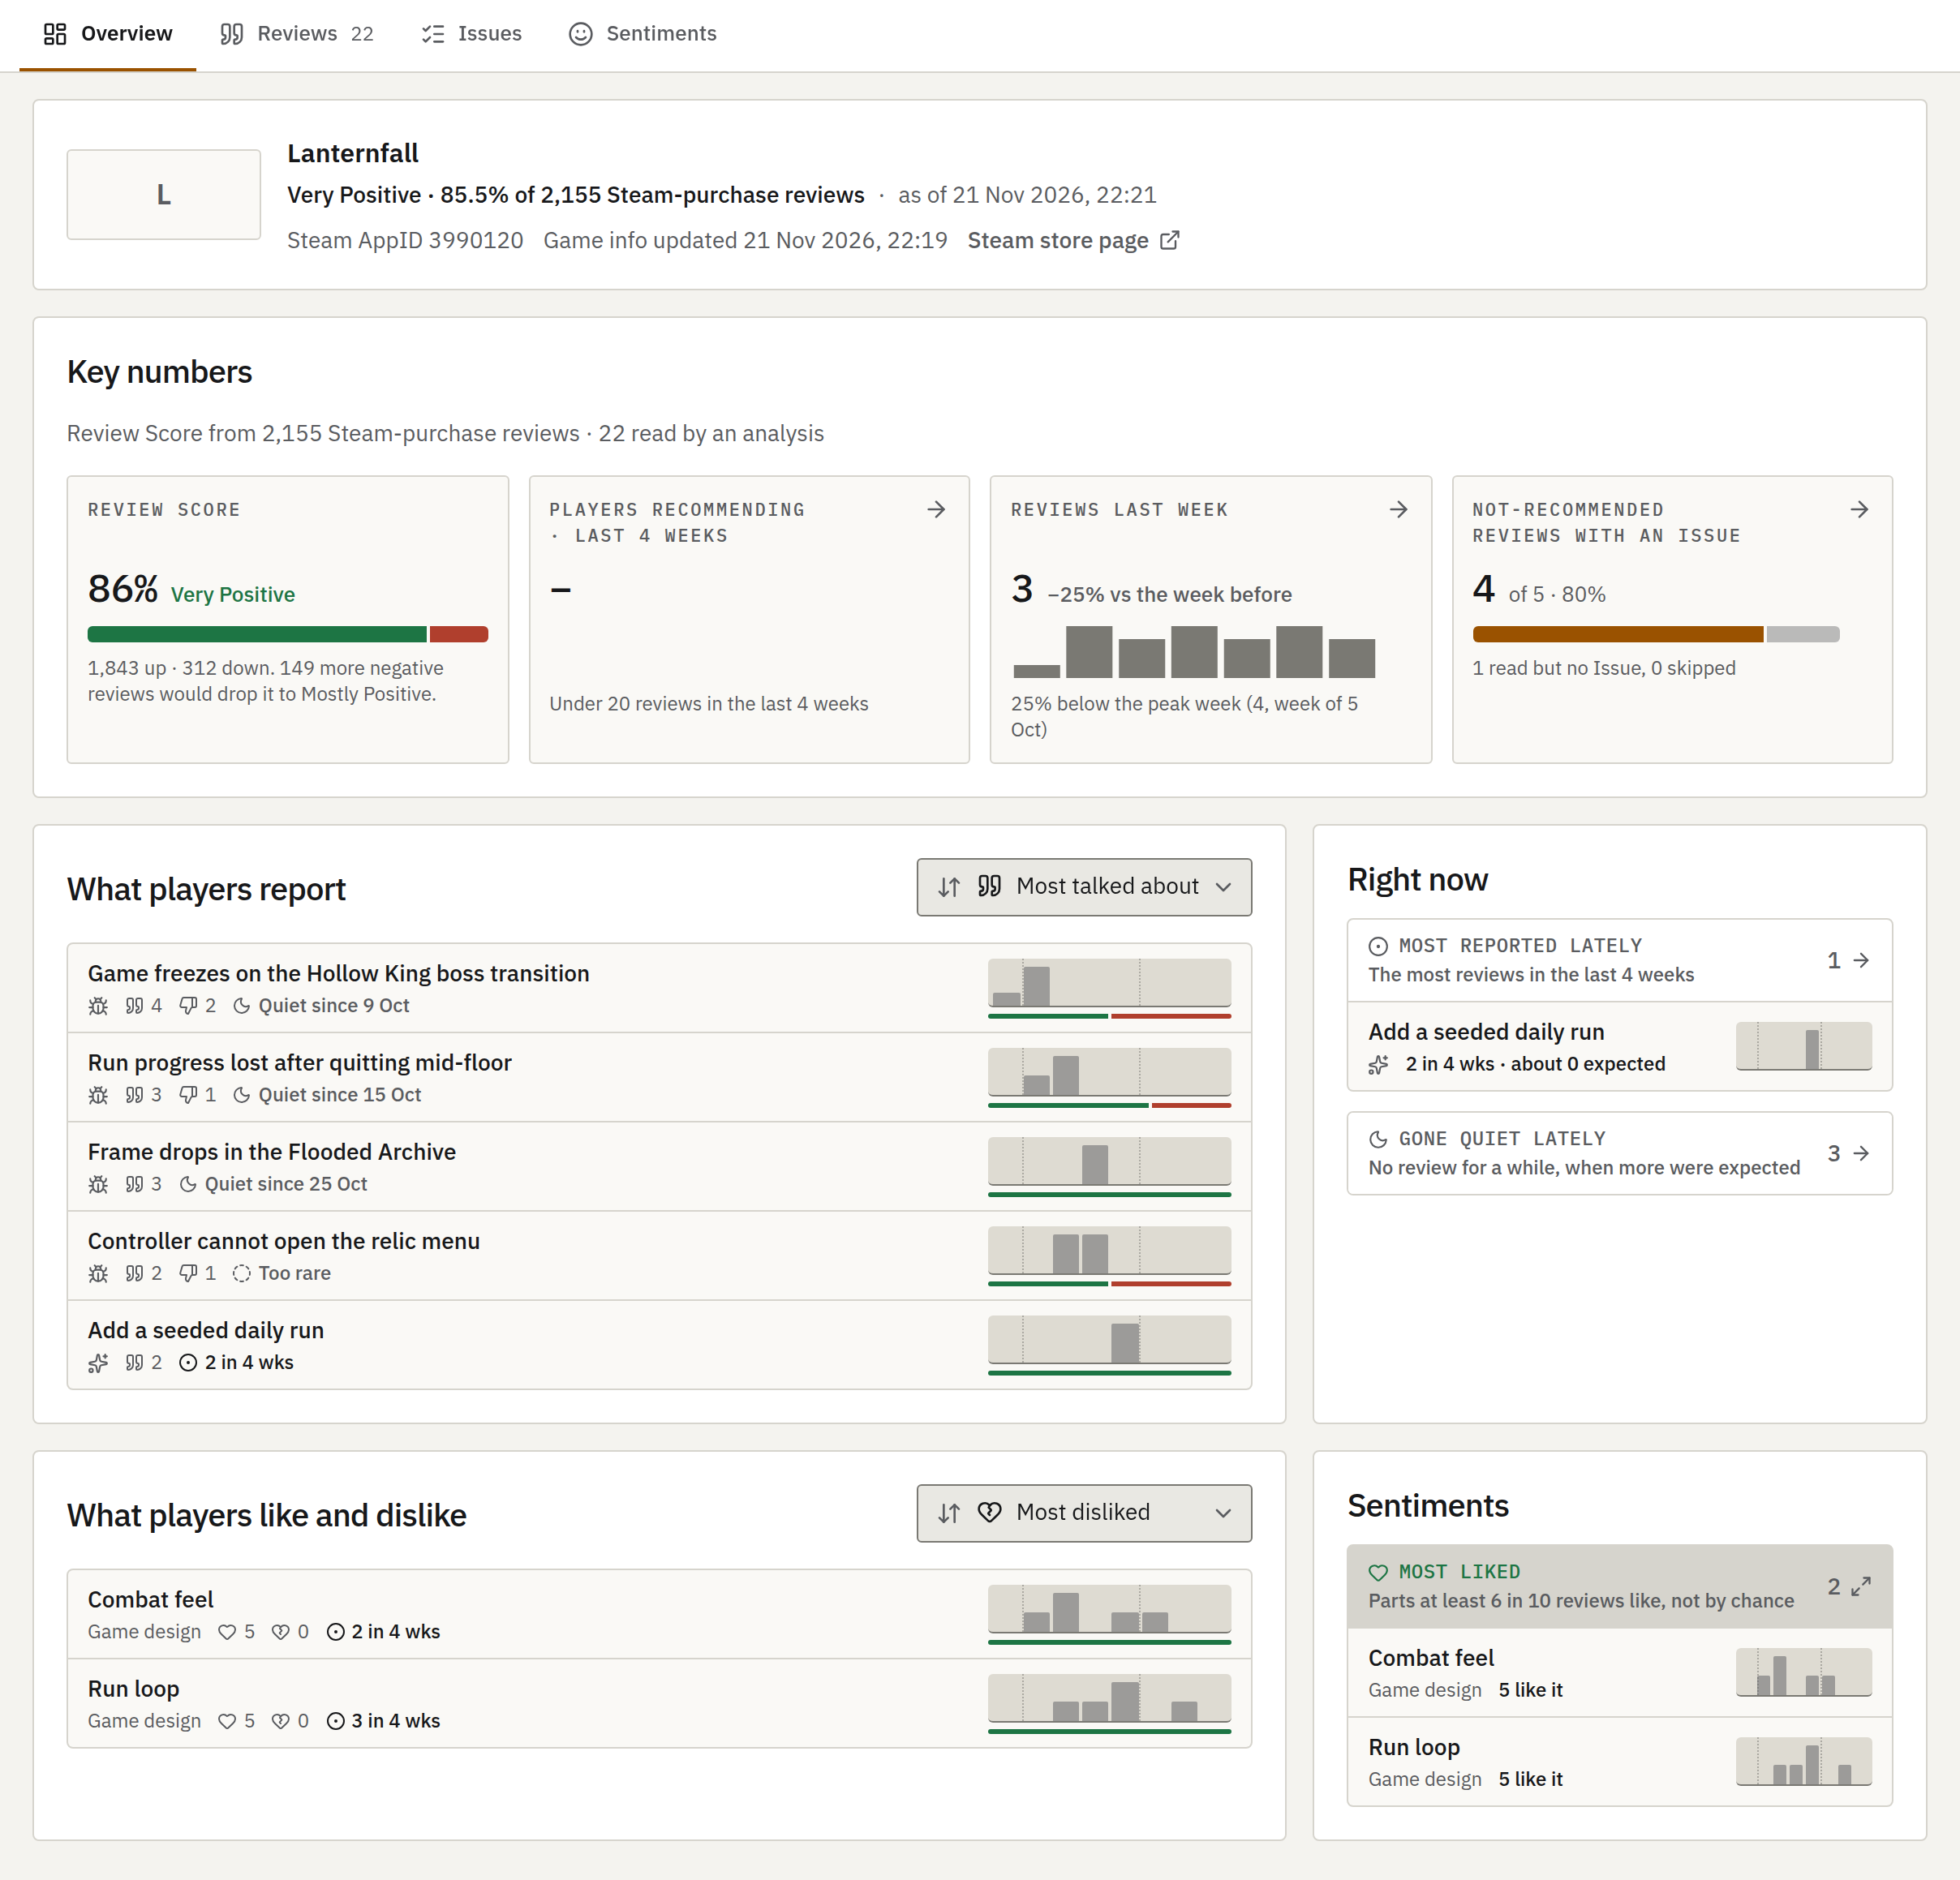 Overview
Reviews 22
Issues
Sentiments
L
Lanternfall
Very Positive · 85.5% of 2,155 Steam-purchase reviews · as of 21 Nov 2026, 22:21
Steam AppID 3990120 Game info updated 21 Nov 2026, 22:19 Steam store page
Key numbers
Review Score from 2,155 Steam-purchase reviews · 22 read by an analysis
REVIEW SCORE
86% Very Positive
1,843 up · 312 down. 149 more negative
reviews would drop it to Mostly Positive.
PLAYERS RECOMMENDING
· LAST 4 WEEKS
–
Under 20 reviews in the last 4 weeks
REVIEWS LAST WEEK
3 −25% vs the week before
25% below the peak week (4, week of 5
Oct)
NOT-RECOMMENDED
REVIEWS WITH AN ISSUE
4 of 5 · 80%
1 read but no Issue, 0 skipped
What players report
Most talked about
Game freezes on the Hollow King boss transition
4 2 Quiet since 9 Oct
Run progress lost after quitting mid-floor
3 1 Quiet since 15 Oct
Frame drops in the Flooded Archive
3 Quiet since 25 Oct
Controller cannot open the relic menu
2 1 Too rare
Add a seeded daily run
2 2 in 4 wks
Right now
MOST REPORTED LATELY
The most reviews in the last 4 weeks
1
Add a seeded daily run
2 in 4 wks · about 0 expected
GONE QUIET LATELY
No review for a while, when more were expected
3
What players like and dislike
Most disliked
Combat feel
Game design 5 0 2 in 4 wks
Run loop
Game design 5 0 3 in 4 wks
Sentiments
MOST LIKED
Parts at least 6 in 10 reviews like, not by chance
2
Combat feel
Game design 5 like it
Run loop
Game design 5 like it